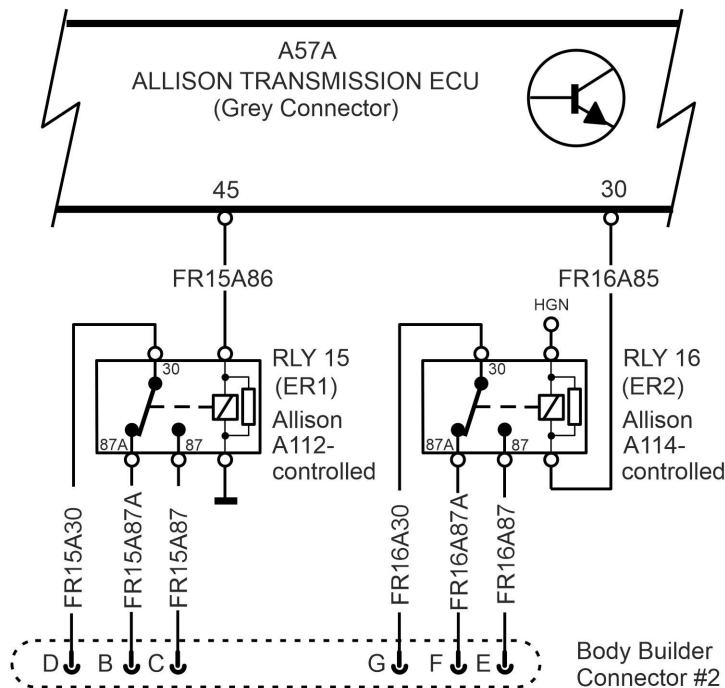 A57A
ALLISON TRANSMISSION ECU
(Grey Connector)
45
30
FR15A86
FR16A85
HGN
30
87A
87
RLY 15
(ER1)
Allison
A112-
controlled
30
87A
87
RLY 16
(ER2)
Allison
A114-
controlled
FR15A30
FR15A87A
FR15A87
FR16A30
FR16A87A
FR16A87
D
B
C
G
F
E
Body Builder
Connector #2